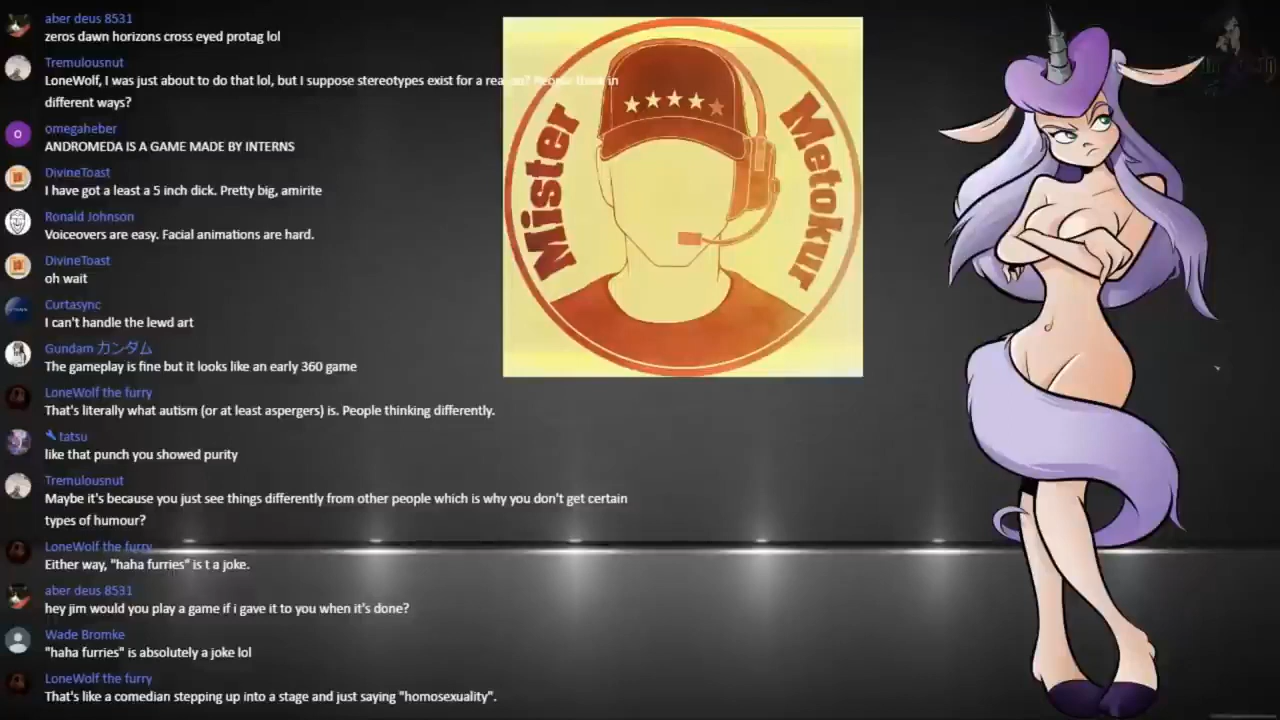 aber deus 8531
zeros dawn horizons cross eyed protag lol
Tremulousnut
LoneWolf, I was just about to do that lol, but I suppose stereotypes exist for a reason? People think in
different ways?
omegaheber
ANDROMEDA IS A GAME MADE BY INTERNS
DivineToast
I have got a least a 5 inch dick. Pretty big, amirite
Ronald Johnson
Voiceovers are easy. Facial animations are hard.
DivineToast
oh wait
Curtasync
I can't handle the lewd art
Gundam カンダム
The gameplay is fine but it looks like an early 360 game
LoneWolf the furry
That's literally what autism (or at least aspergers) is. People thinking differently.
tatsu
like that punch you showed purity
Tremulousnut
Maybe it's because you just see things differently from other people which is why you don't get certain
types of humour?
LoneWolf the furry
Either way, "haha furries" is t a joke.
aber deus 8531
hey jim would you play a game if i gave it to you when it's done?
Wade Bromke
"haha furries" is absolutely a joke lol
LoneWolf the furry
That's like a comedian stepping up into a stage and just saying "homosexuality".
Mister Metokur